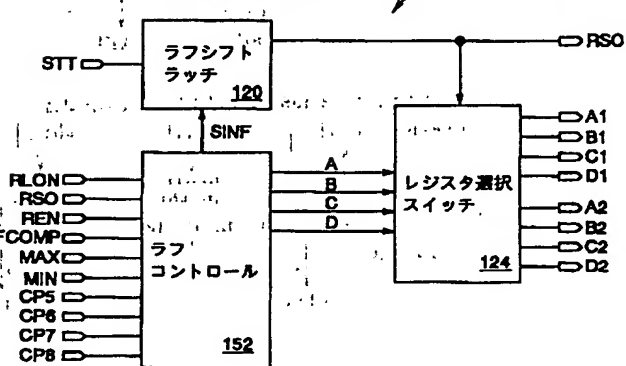 RSO
STT
ラフシフト
ラッチ
120
SINF
RLON
RSO
REN
FCOMP
MAX
MIN
CP5
CP6
CP7
CP8
ラフ
コントロール
152
A
B
C
D
レジスタ選択
スイッチ
124
A1
B1
C1
D1
A2
B2
C2
D2